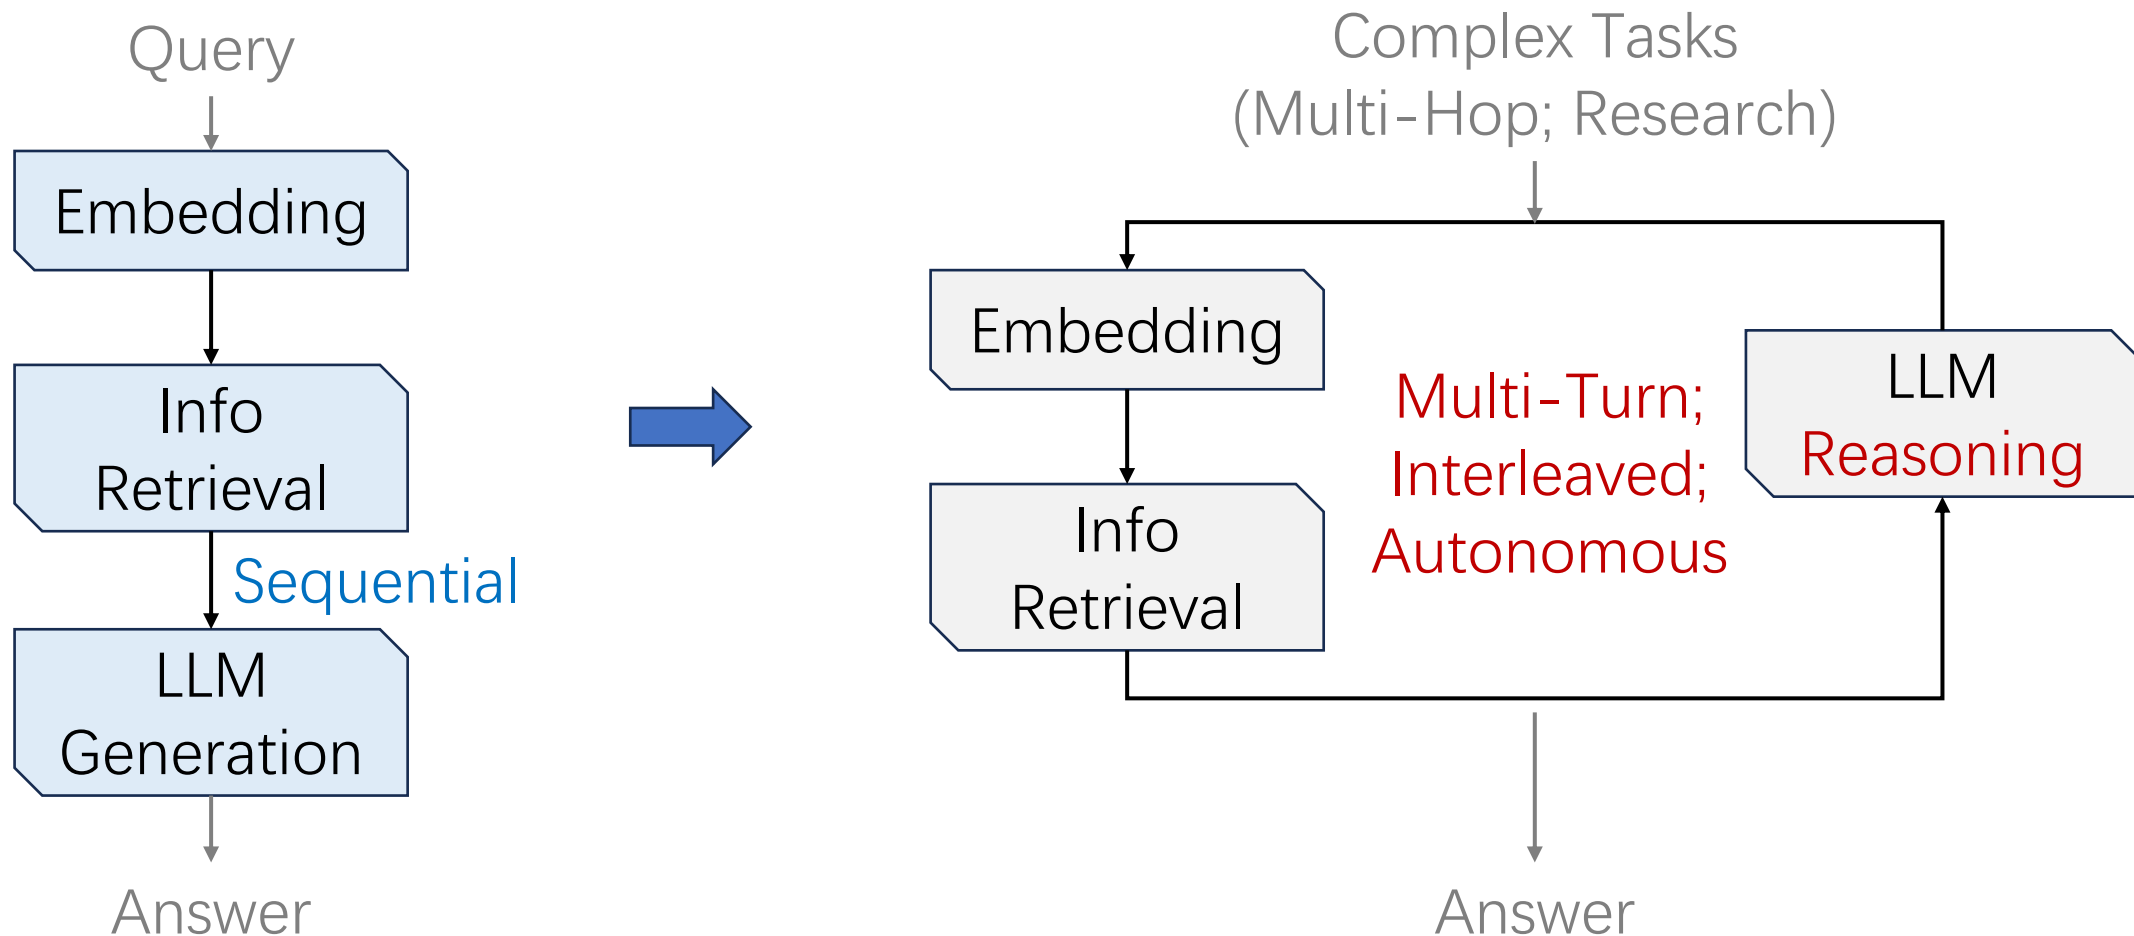 Query
Embedding
Info
Retrieval
Sequential
LLM
Generation
Answer
Complex Tasks
(Multi-Hop; Research)
Embedding
Info
Retrieval
Multi-Turn;
Interleaved;
Autonomous
LLM
Reasoning
Answer